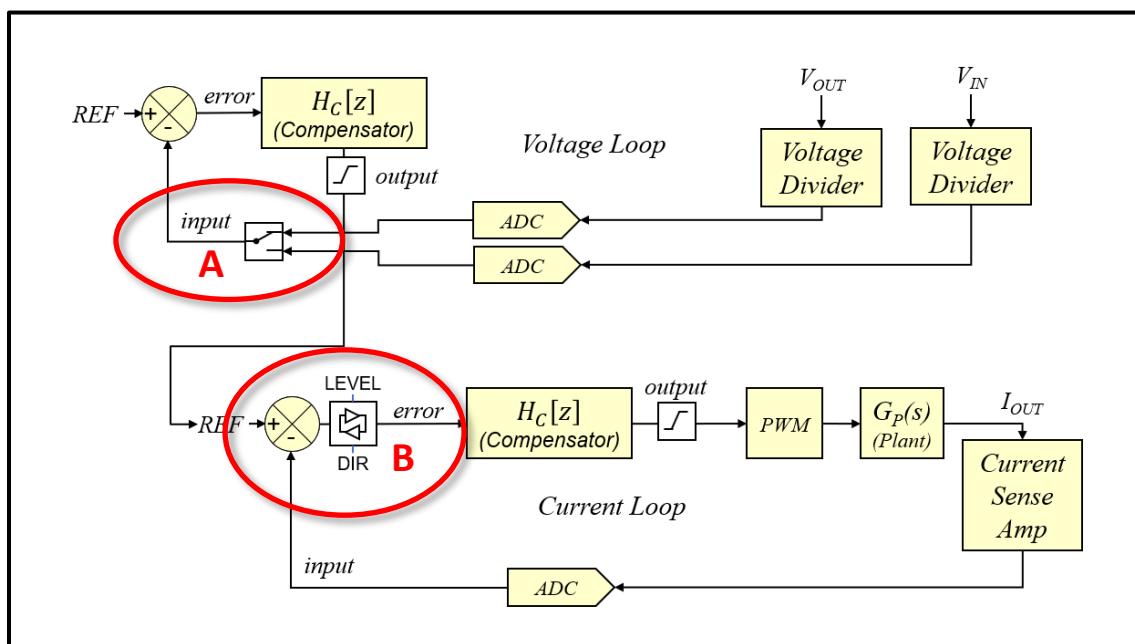 REF
+
-
error
H_C[z]
(Compensator)
output
Voltage Loop
V_OUT
V_IN
Voltage
Divider
Voltage
Divider
input
A
ADC
ADC
REF
+
-
LEVEL
DIR
error
B
H_C[z]
(Compensator)
output
PWM
G_P(s)
(Plant)
I_OUT
Current
Sense
Amp
Current Loop
input
ADC